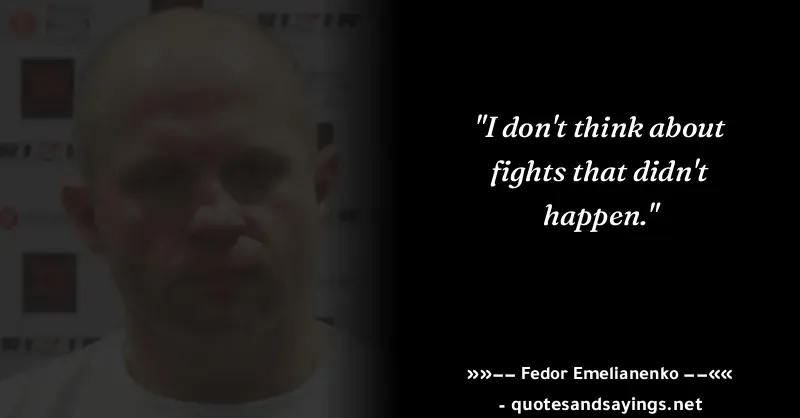 "I don't think about
fights that didn't
happen."
»»–– Fedor Emelianenko ––««
- quotesandsayings.net